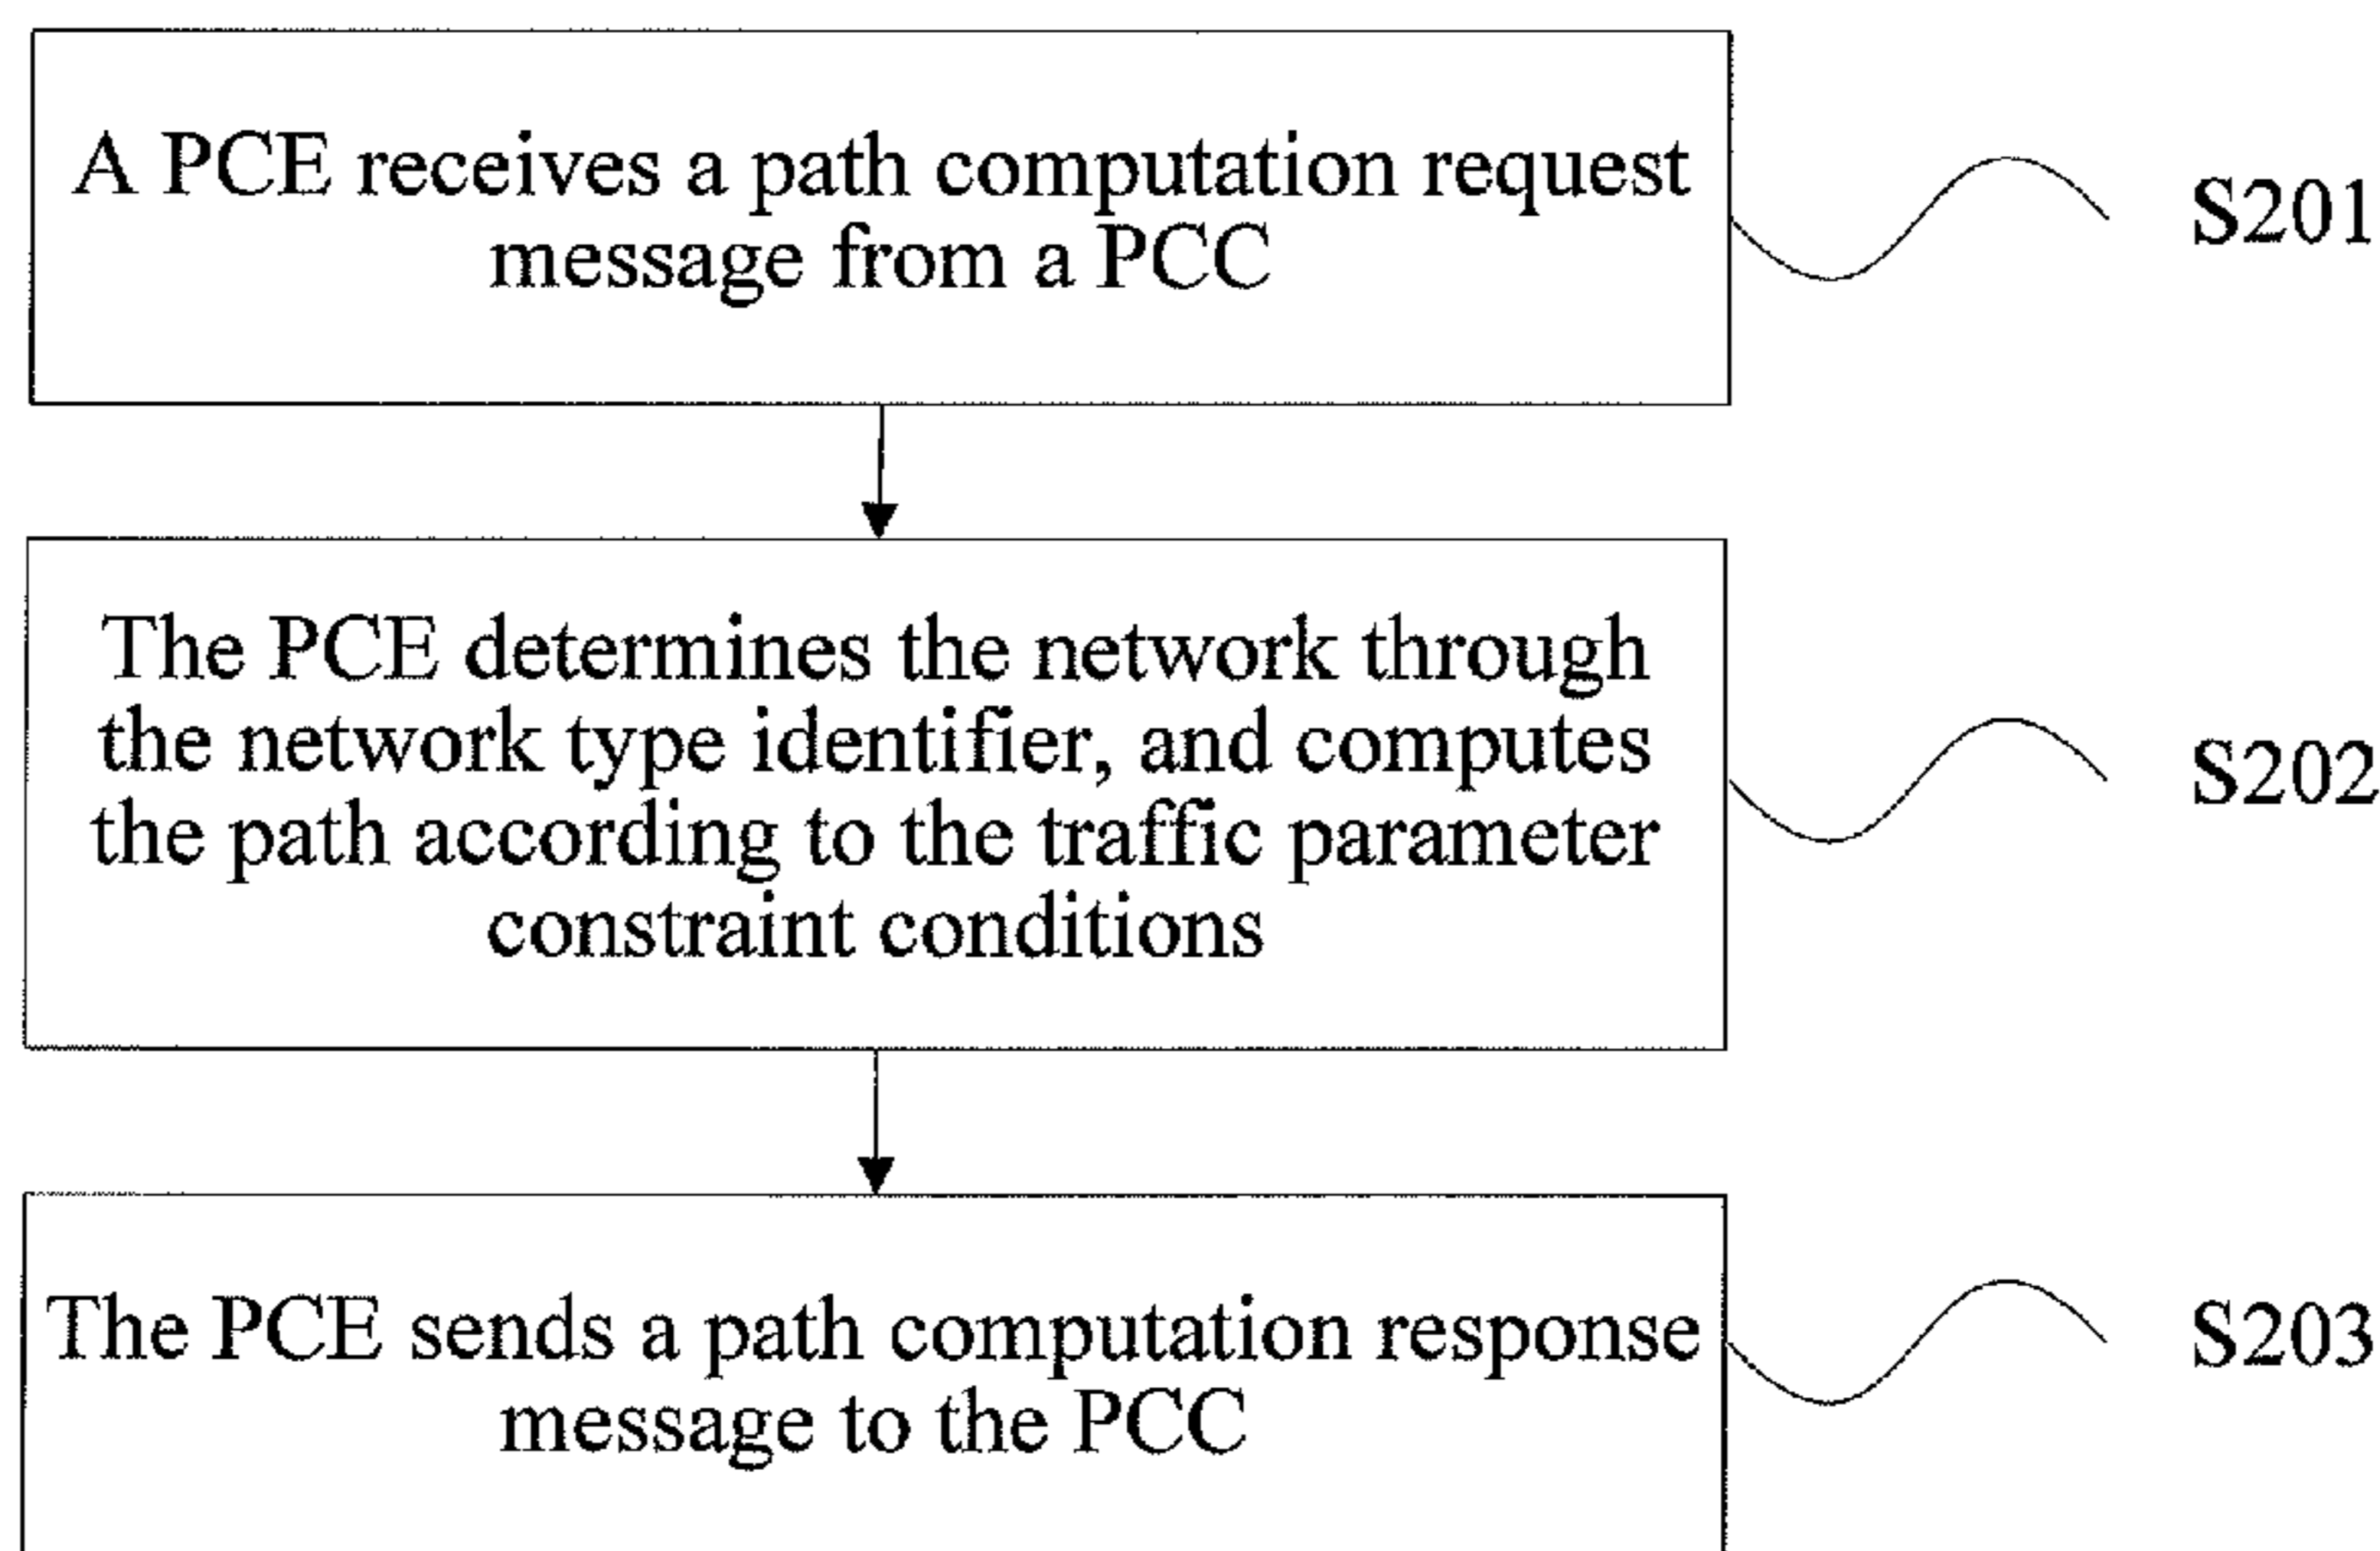 A PCE receives a path computation request
message from a PCC
S201
The PCE determines the network through
the network type identifier, and computes
the path according to the traffic parameter
constraint conditions
S202
The PCE sends a path computation response
message to the PCC
S203